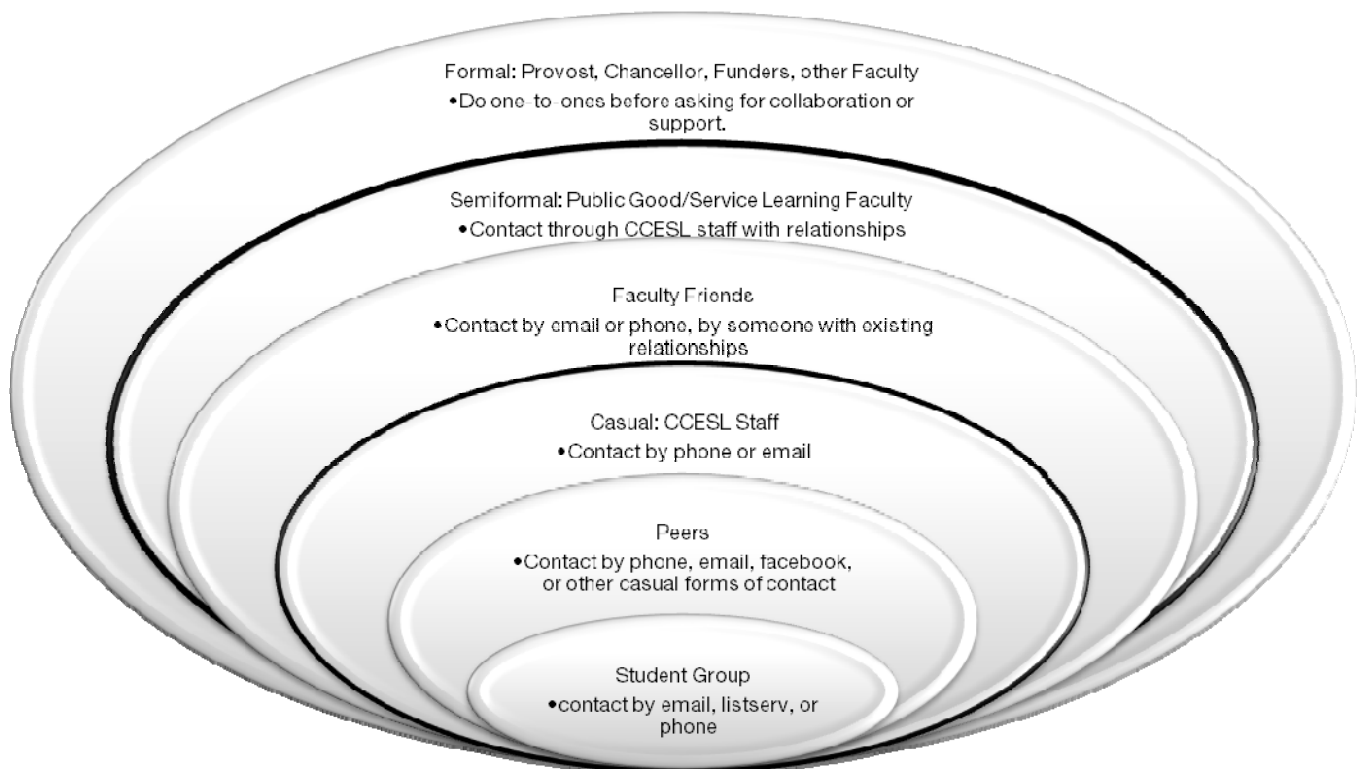 Formal: Provost, Chancellor, Funders, other Faculty
•Do one-to-ones before asking for collaboration or
support.
Semiformal: Public Good/Service Learning Faculty
•Contact through CCESL staff with relationships
Faculty Friends
•Contact by email or phone, by someone with existing
relationships
Casual: CCESL Staff
•Contact by phone or email
Peers
•Contact by phone, email, facebook,
or other casual forms of contact
Student Group
•contact by email, listserv, or
phone